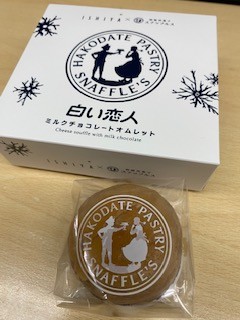 ISHIYA ×
HAKODATE PASTRY
SNAFFLE'S
白い恋人
ミルクチョコレートオムレット
Cheese souffle with milk chocolate
HAKODATE PASTRY
SNAFFLE'S